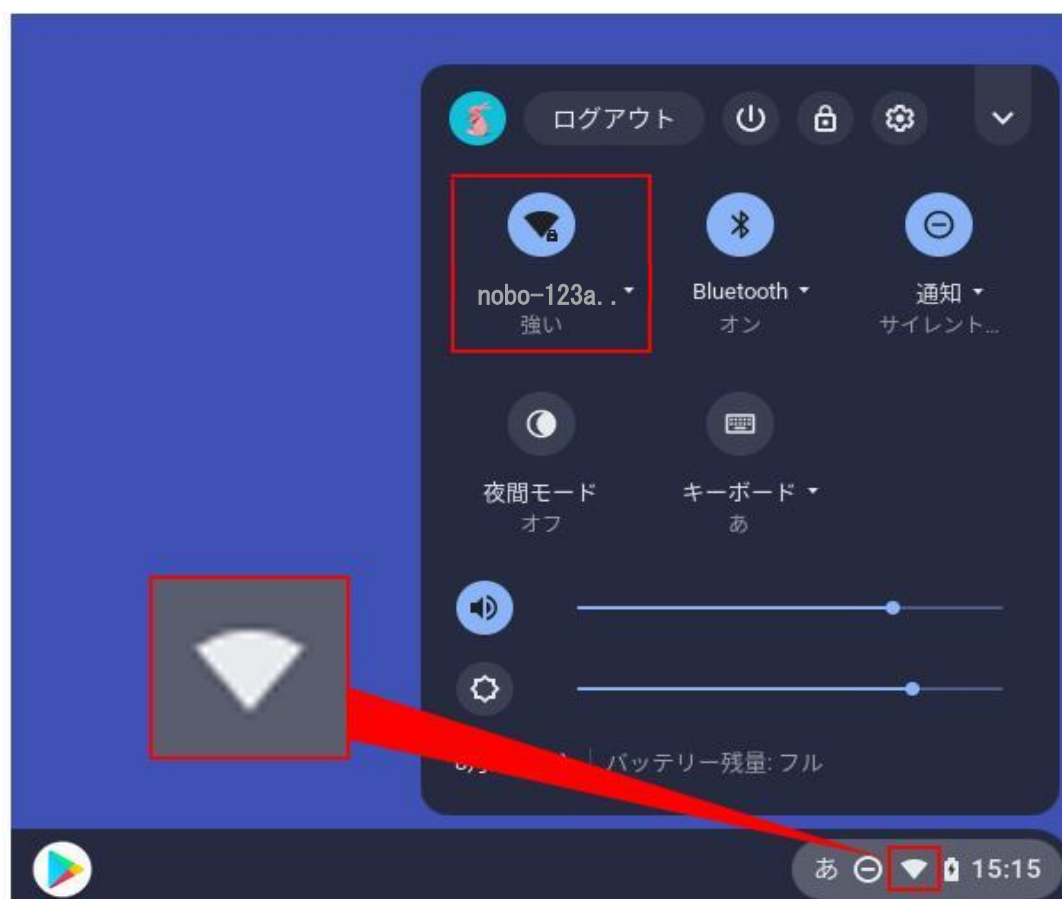 ログアウト
nobo-123a..
強い
Bluetooth
オン
通知
サイレント...
夜間モード
オフ
キーボード
あ
バッテリー残量: フル
あ 15:15